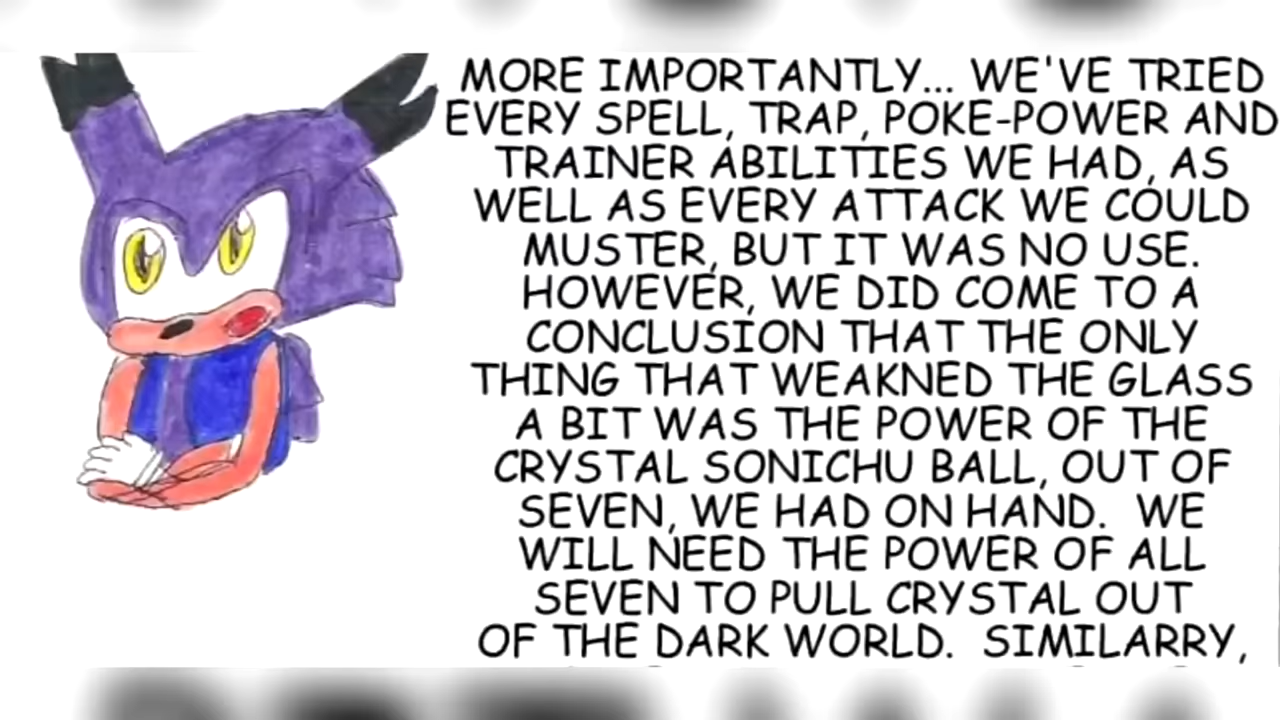 MORE IMPORTANTLY... WE'VE TRIED
EVERY SPELL, TRAP, POKE-POWER AND
TRAINER ABILITIES WE HAD, AS
WELL AS EVERY ATTACK WE COULD
MUSTER, BUT IT WAS NO USE.
HOWEVER, WE DID COME TO A
CONCLUSION THAT THE ONLY
THING THAT WEAKNED THE GLASS
A BIT WAS THE POWER OF THE
CRYSTAL SONICHU BALL, OUT OF
SEVEN, WE HAD ON HAND. WE
WILL NEED THE POWER OF ALL
SEVEN TO PULL CRYSTAL OUT
OF THE DARK WORLD. SIMILARRY,